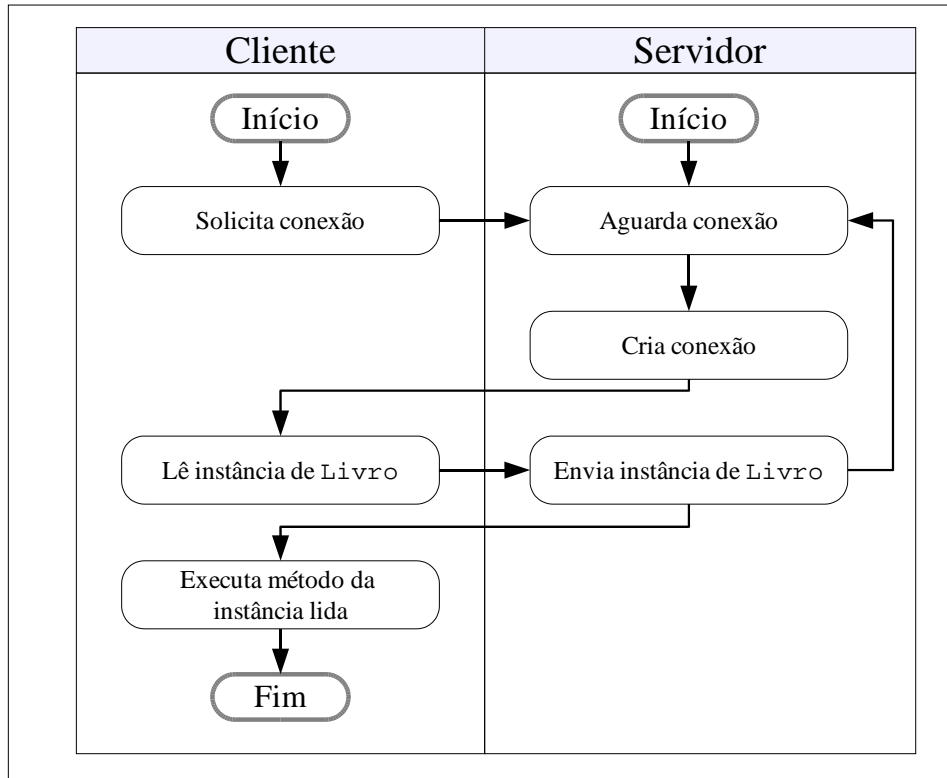 Cliente
Servidor
Início
Início
Solicita conexão
Aguarda conexão
Cria conexão
Lê instância de Livro
Envia instância de Livro
Executa método da
instância lida
Fim